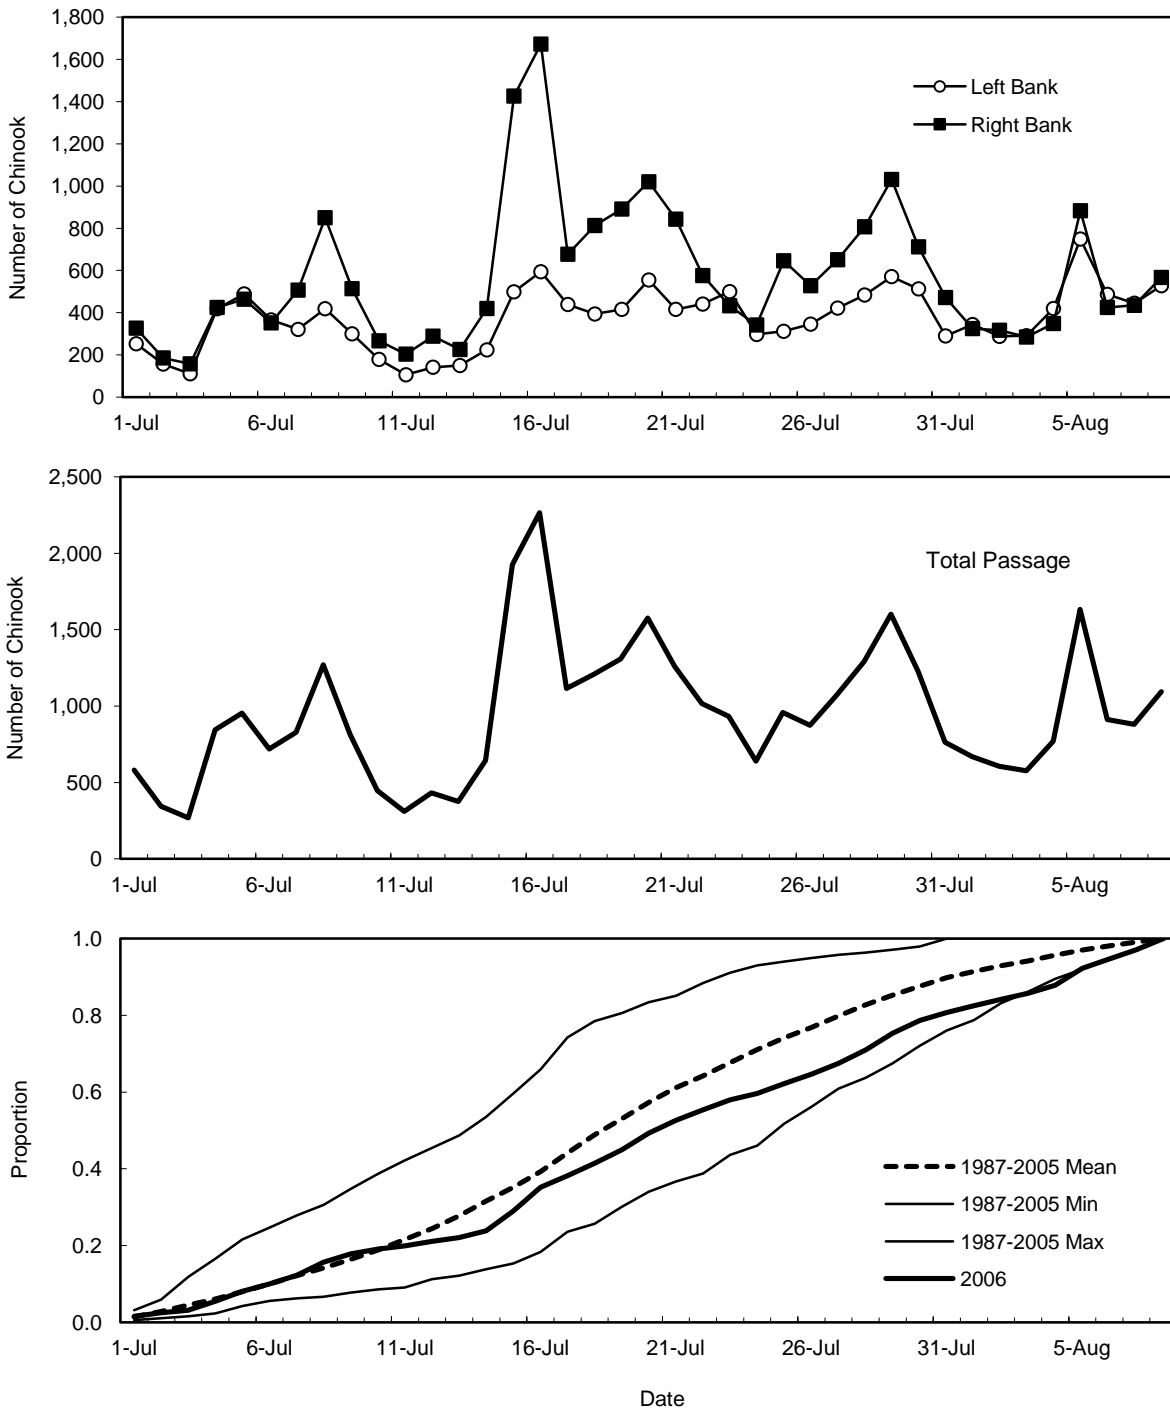 1,800
1,600
1,400
1,200
1,000
800
600
400
200
0
Number of Chinook
Left Bank
Right Bank
1-Jul 6-Jul 11-Jul 16-Jul 21-Jul 26-Jul 31-Jul 5-Aug
2,500
2,000
1,500
1,000
500
0
Number of Chinook
Total Passage
1-Jul 6-Jul 11-Jul 16-Jul 21-Jul 26-Jul 31-Jul 5-Aug
1.0
0.8
0.6
0.4
0.2
0.0
Proportion
1987-2005 Mean
1987-2005 Min
1987-2005 Max
2006
1-Jul 6-Jul 11-Jul 16-Jul 21-Jul 26-Jul 31-Jul 5-Aug
Date